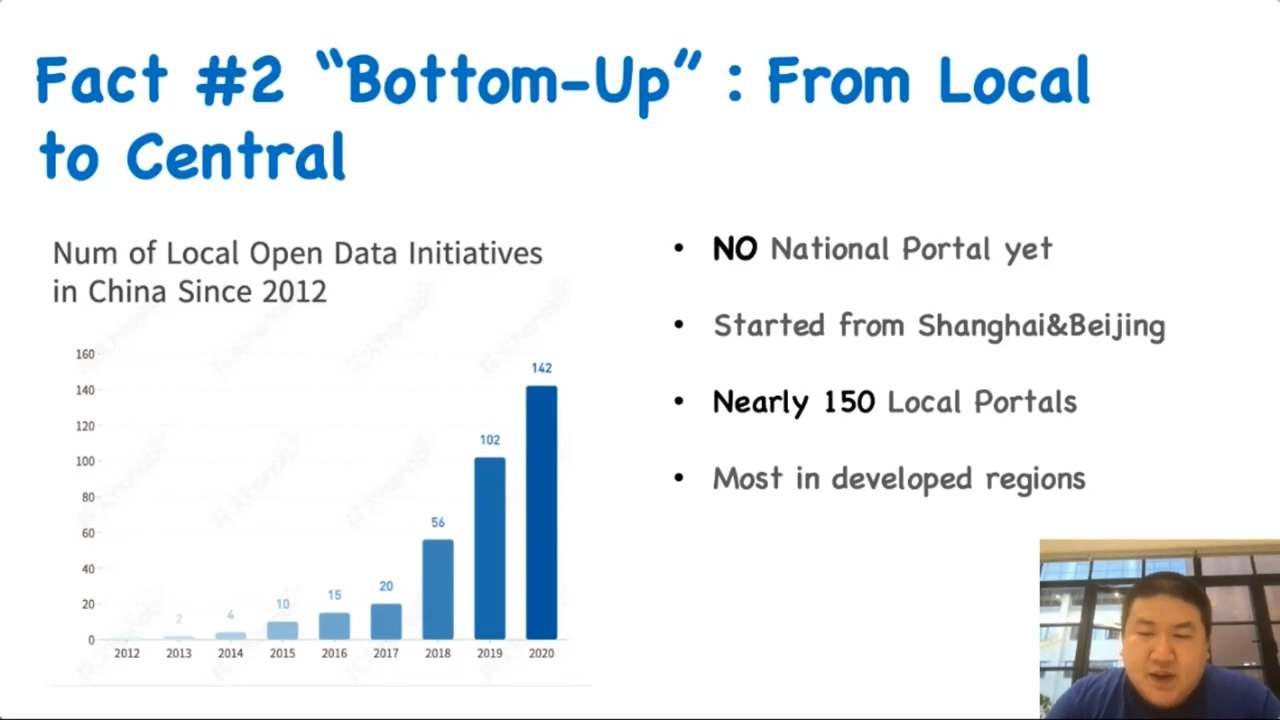 Fact #2 “Bottom-Up” : From Local
to Central
Num of Local Open Data Initiatives
in China Since 2012
160
140
120
100
80
60
40
20
0
2
4
10
15
20
56
102
142
2012 2013 2014 2015 2016 2017 2018 2019 2020
• NO National Portal yet
• Started from Shanghai&Beijing
• Nearly 150 Local Portals
• Most in developed regions